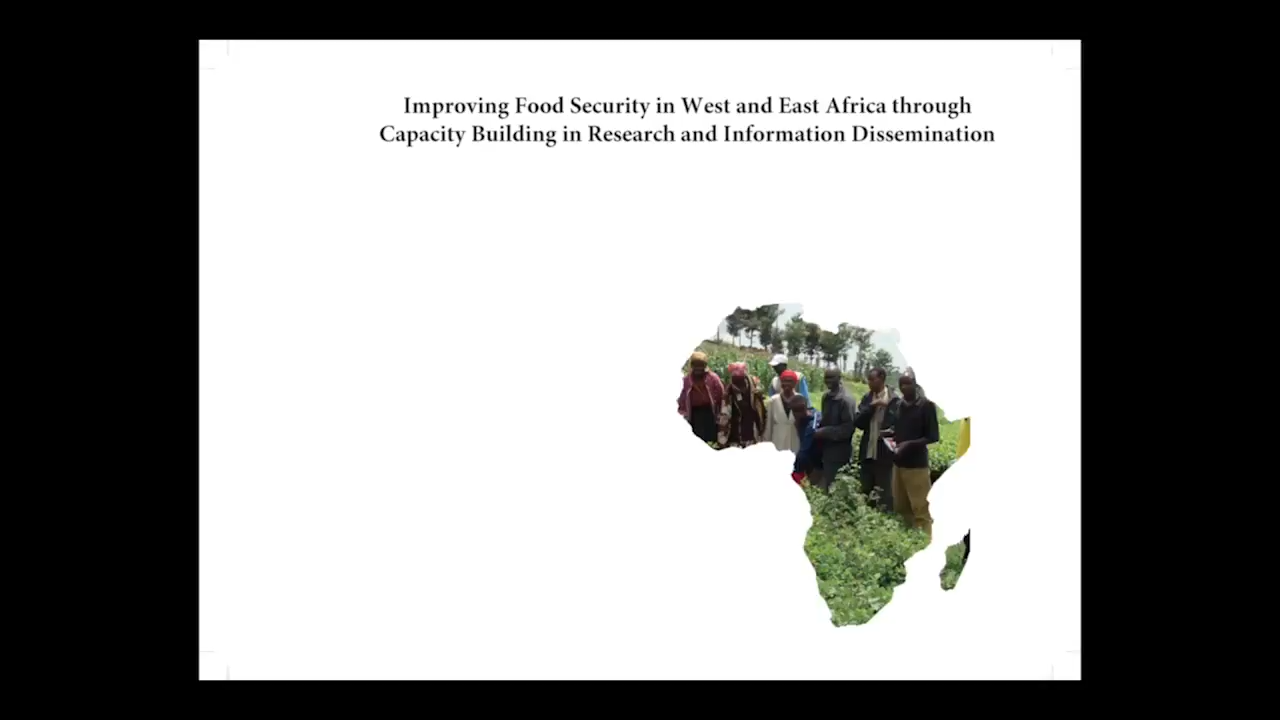 Improving Food Security in West and East Africa through
Capacity Building in Research and Information Dissemination